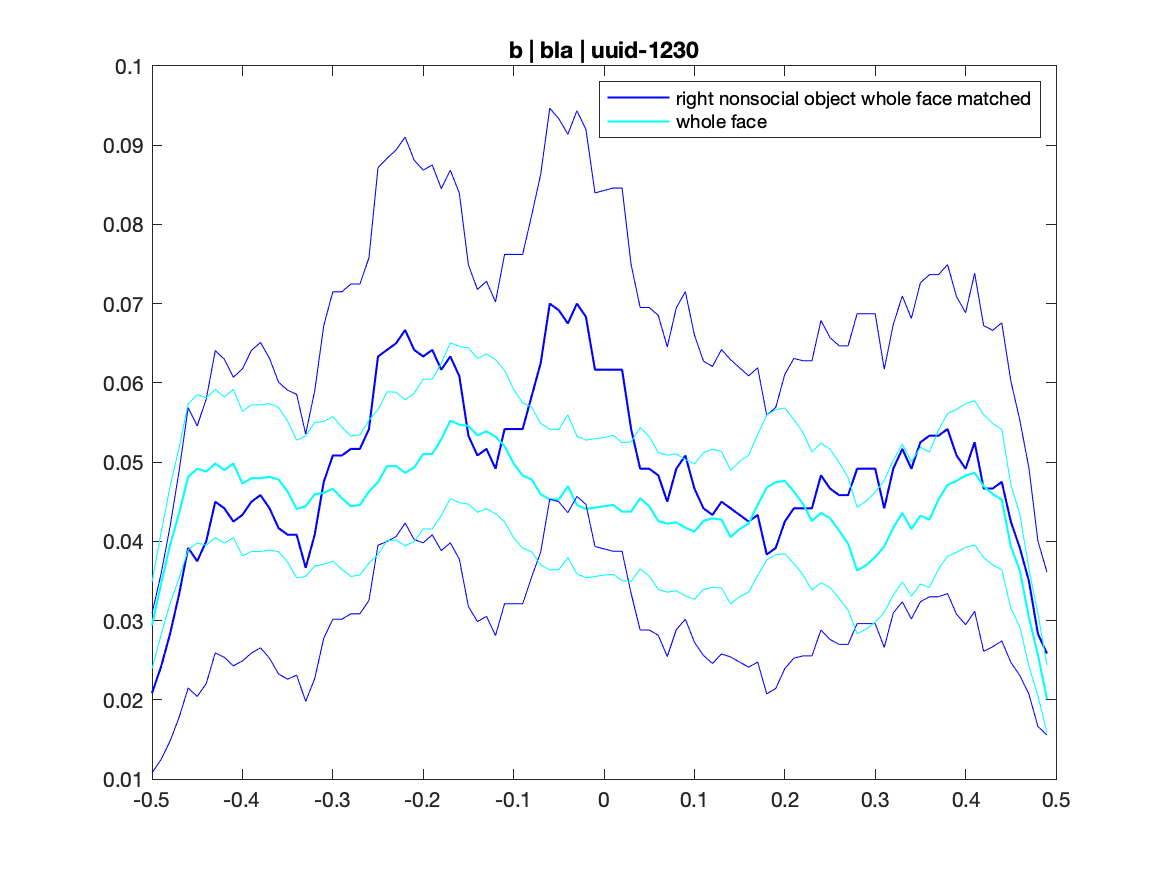 b | bla | uuid-1230
right nonsocial object whole face matched
whole face
0.1
0.09
0.08
0.07
0.06
0.05
0.04
0.03
0.02
0.01
-0.5 -0.4 -0.3 -0.2 -0.1 0 0.1 0.2 0.3 0.4 0.5